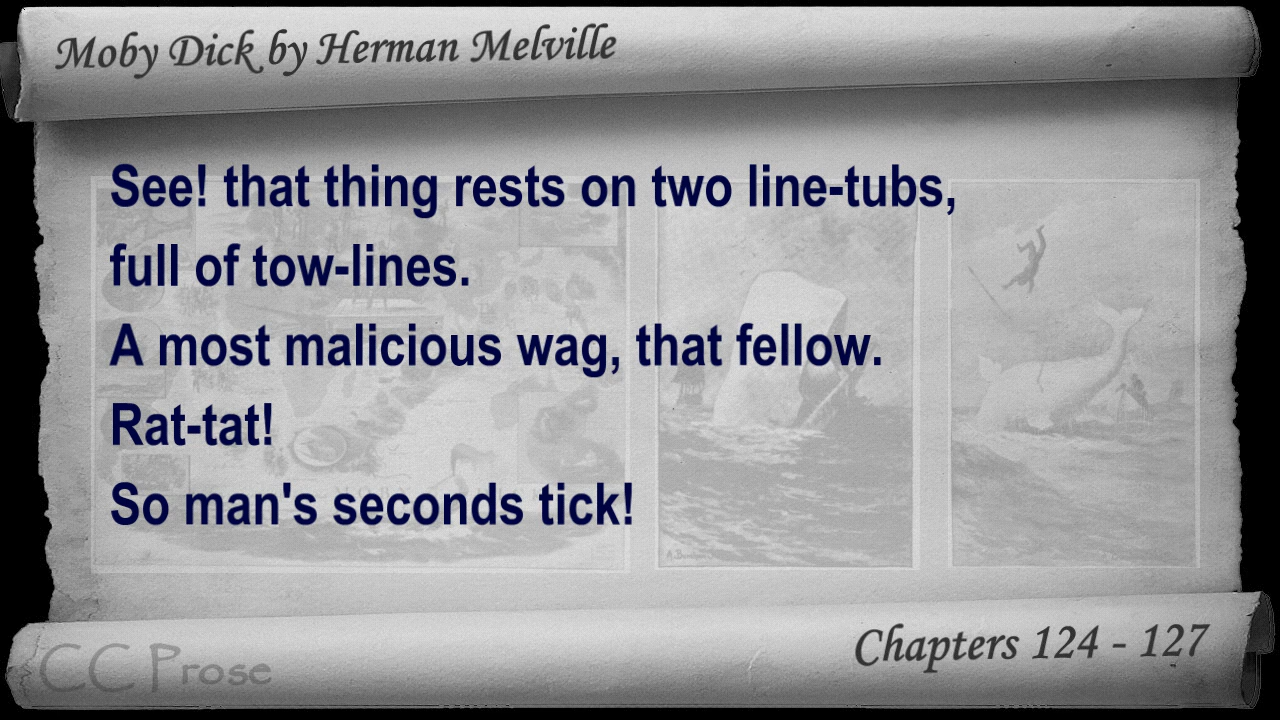 Moby Dick by Herman Melville
See! that thing rests on two line-tubs,
full of tow-lines.
A most malicious wag, that fellow.
Rat-tat!
So man's seconds tick!
Chapters 124 - 127
CC Prose